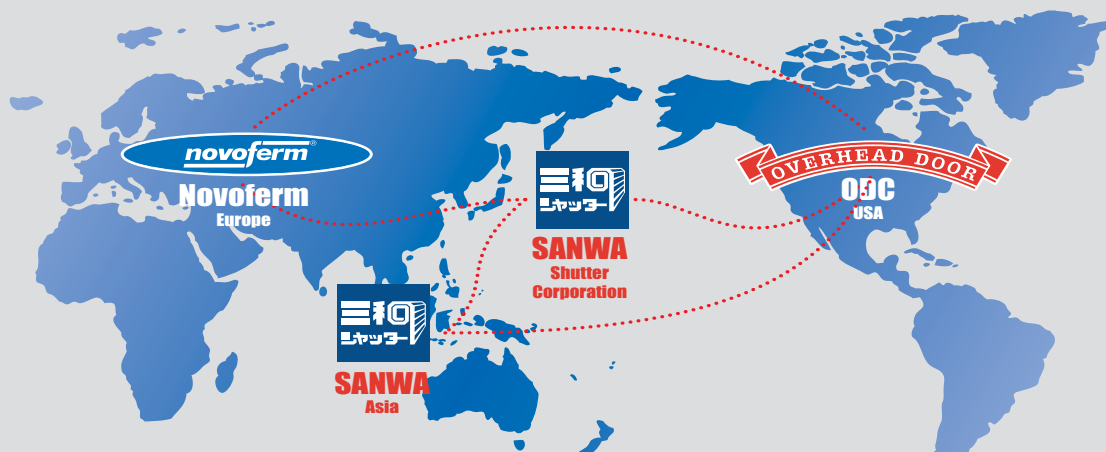 novoferm®
Novoferm
Europe
三和
シャッター
SANWA
Shutter
Corporation
OVERHEAD DOOR
ODC
USA
三和
シャッター
SANWA
Asia